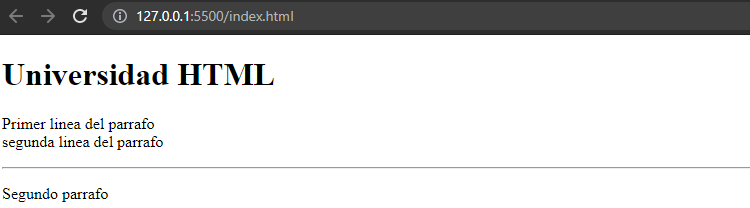 127.0.0.1:5500/index.html
Universidad HTML
Primer linea del parrafo
segunda linea del parrafo
Segundo parrafo